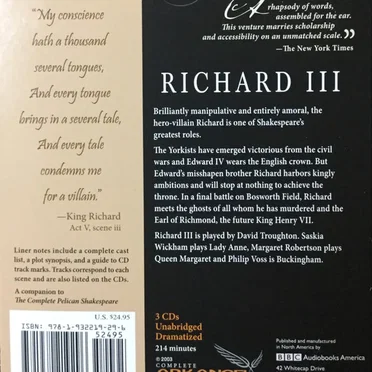 "My conscience
hath a thousand
several tongues,
And every tongue
brings in a several tale,
And every tale
condemns me
for a villain."
—King Richard
Act V, scene iii
Liner notes include a complete cast
list, a plot synopsis, and a guide to CD
track marks. Tracks correspond to each
scene and are also listed on the CDs.
A companion to
The Complete Pelican Shakespeare
U.S. $24.95
ISBN: 978-1-932219-29-6
52495
rhapsody of words,
assembled for the ear.
This venture marries scholarship
and accessibility on an unmatched scale."
—The New York Times
RICHARD III
Brilliantly manipulative and entirely amoral, the
hero-villain Richard is one of Shakespeare's
greatest roles.
The Yorkists have emerged victorious from the civil
wars and Edward IV wears the English crown. But
Edward's misshapen brother Richard harbors kingly
ambitions and will stop at nothing to achieve the
throne. In a final battle on Bosworth Field, Richard
meets the ghosts of all whom he has murdered and the
Earl of Richmond, the future King Henry VII.
Richard III is played by David Troughton. Saskia
Wickham plays Lady Anne, Margaret Robertson plays
Queen Margaret and Philip Voss is Buckingham.
3 CDs
Unabridged
Dramatized
214 minutes
© 2003
COMPLETE
Published and manufactured
in North America by
BBC Audiobooks America
42 Whitecap Drive